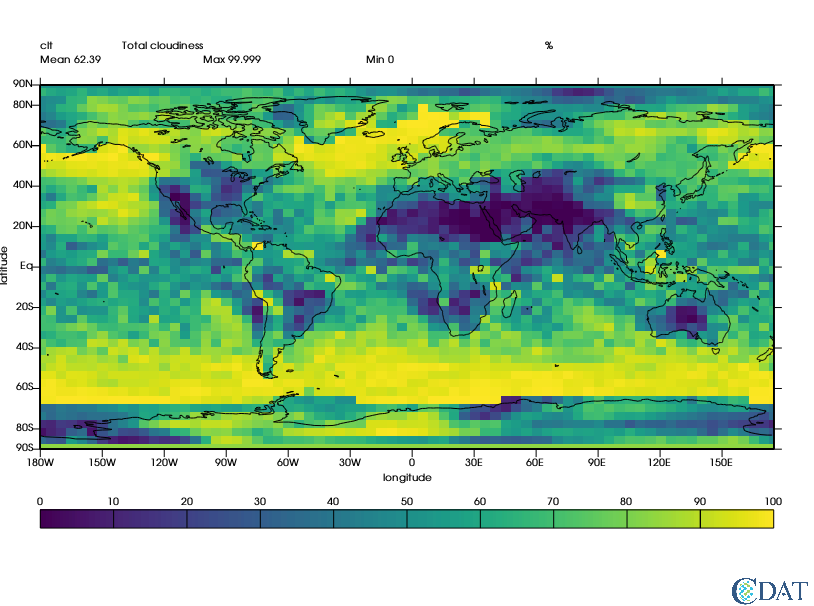 clt Total cloudiness %
Mean 62.39 Max 99.999 Min 0
90N
80N
60N
40N
20N
Eq
20S
40S
60S
80S
90S
latitude
180W 150W 120W 90W 60W 30W 0 30E 60E 90E 120E 150E
longitude
0 10 20 30 40 50 60 70 80 90 100
CDAT